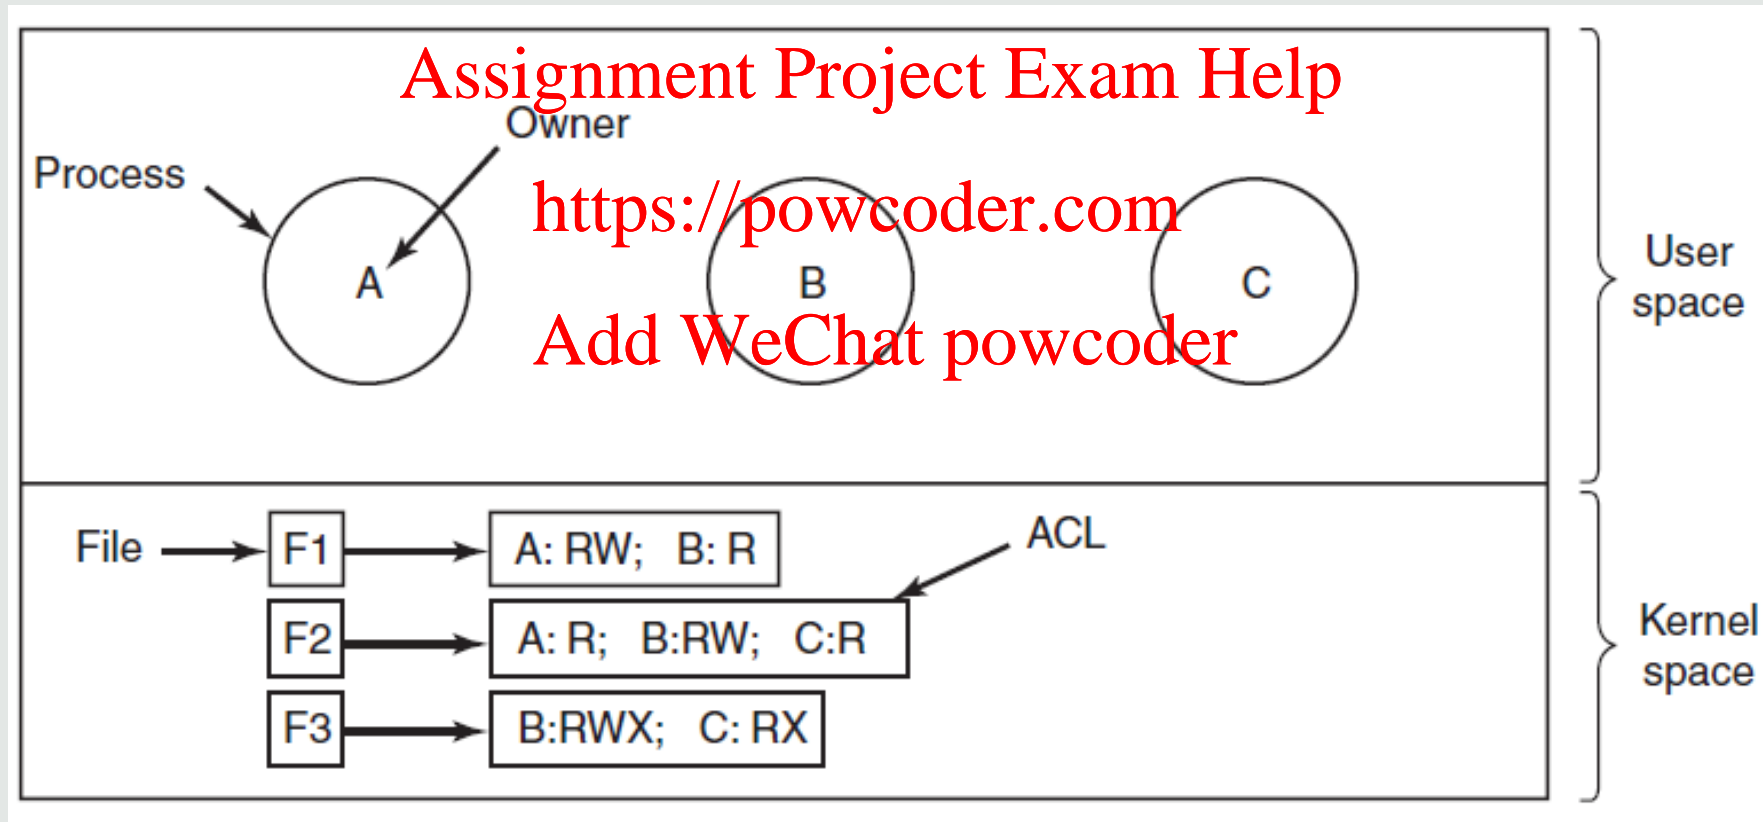 Assignment Project Exam Help
Owner
Process
https://powcoder.com
A
B
C
User
space
Add WeChat powcoder
File
F1
A: RW; B: R
ACL
F2
A: R; B:RW; C:R
Kernel
space
F3
B:RWX; C: RX